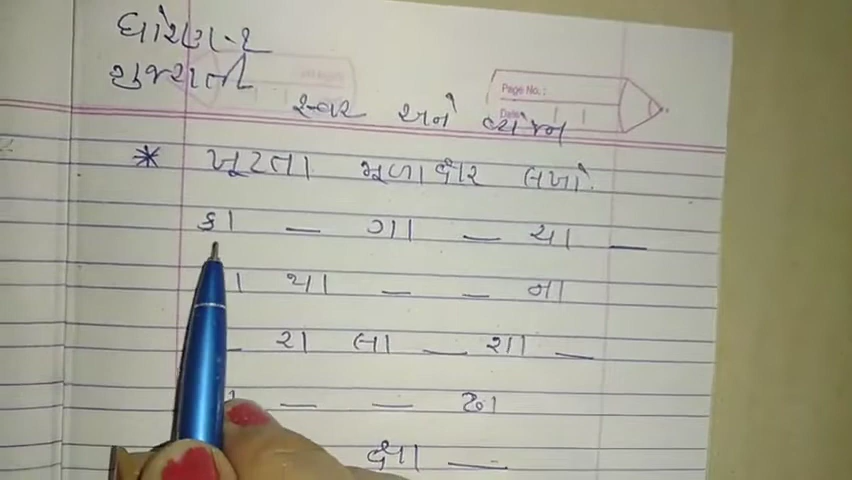 ધોરણ-૨
ગુજરાતી
Page No.:
Date
સ્વર અને વ્યંજન
* ખૂટતા મૂળાક્ષર લખો.
કા — ગા — ચા —
ા થા — — ના
— રા લા — શા —
— — ઢા
ક્ષા —